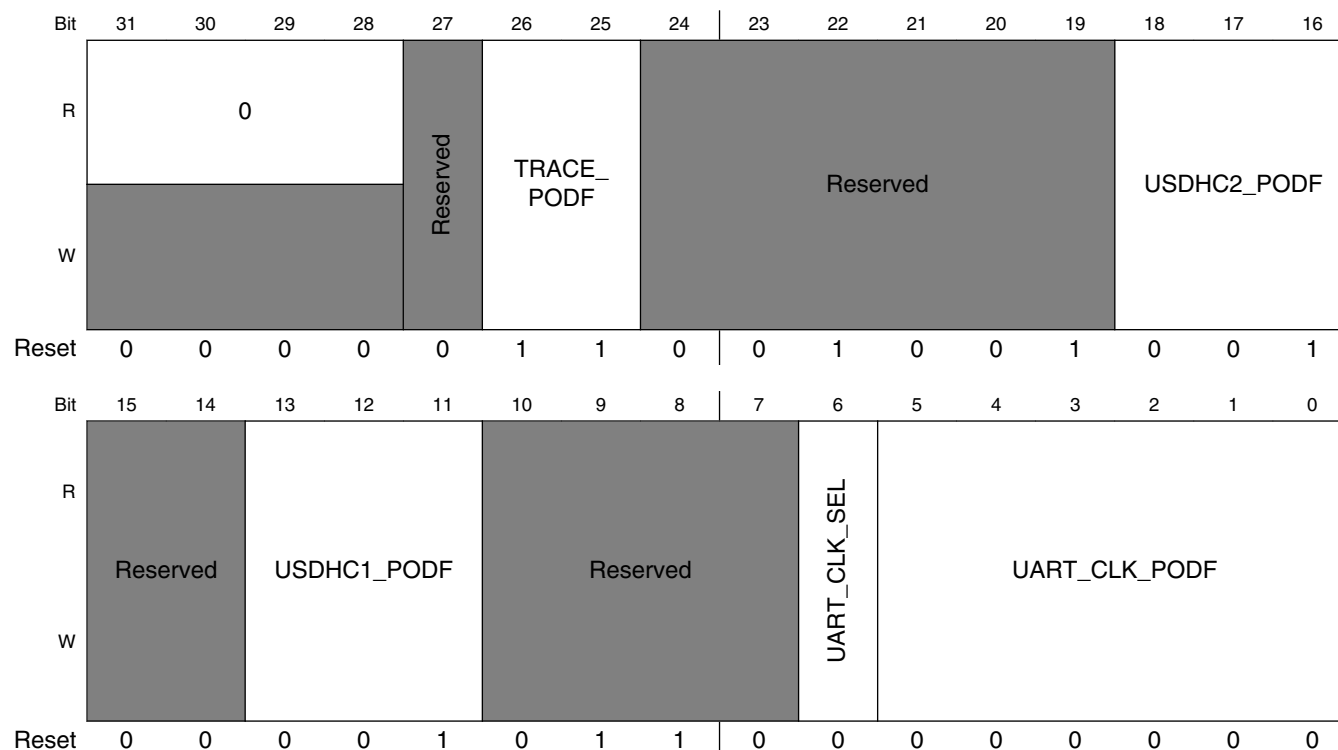 Bit 31 30 29 28 27 26 25 24 23 22 21 20 19 18 17 16
R 0
Reserved
TRACE_
PODF
Reserved
USDHC2_PODF
W
Reset 0 0 0 0 0 1 1 0 0 1 0 0 1 0 0 1
Bit 15 14 13 12 11 10 9 8 7 6 5 4 3 2 1 0
R
Reserved
USDHC1_PODF
Reserved
UART_CLK_SEL
UART_CLK_PODF
W
Reset 0 0 0 0 1 0 1 1 0 0 0 0 0 0 0 0